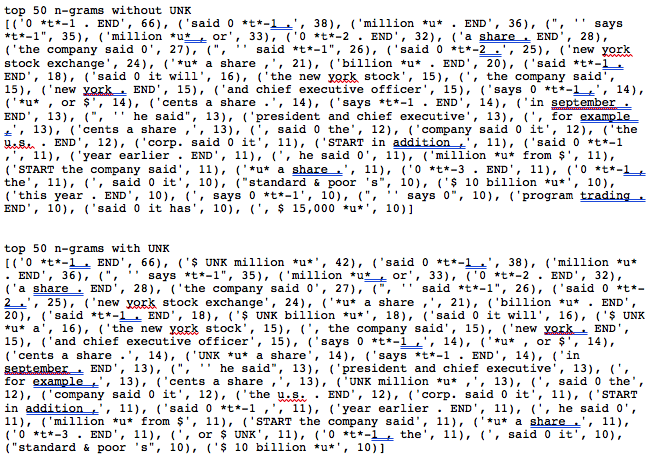 top 50 n-grams without UNK
[('0 *t*-1 . END', 66), ('said 0 *t*-1 .', 38), ('million *u* . END', 36), (", '' says
*t*-1", 35), ('million *u* , or', 33), ('0 *t*-2 . END', 32), ('a share . END', 28),
('the company said 0', 27), (", '' said *t*-1", 26), ('said 0 *t*-2 .', 25), ('new york
stock exchange', 24), ('*u* a share ,', 21), ('billion *u* . END', 20), ('said *t*-1 .
END', 18), ('said 0 it will', 16), ('the new york stock', 15), (', the company said',
15), ('new york . END', 15), ('and chief executive officer', 15), ('says 0 *t*-1 ,', 14),
('*u* , or $', 14), ('cents a share .', 14), ('says *t*-1 . END', 14), ('in september .
END', 13), (", '' he said", 13), ('president and chief executive', 13), (', for example
,', 13), ('cents a share ,', 13), (', said 0 the', 12), ('company said 0 it', 12), ('the
u.s. . END', 12), ('corp. said 0 it', 11), ('START in addition ,', 11), ('said 0 *t*-1
,', 11), ('year earlier . END', 11), (', he said 0', 11), ('million *u* from $', 11),
('START the company said', 11), ('*u* a share .', 11), ('0 *t*-3 . END', 11), ('0 *t*-1 ,
the', 11), (', said 0 it', 10), ("standard & poor 's", 10), ('$ 10 billion *u*', 10),
('this year . END', 10), (', says 0 *t*-1', 10), (", '' says 0", 10), ('program trading .
END', 10), ('said 0 it has', 10), (', $ 15,000 *u*', 10)]
top 50 n-grams with UNK
[('0 *t*-1 . END', 66), ('$ UNK million *u*', 42), ('said 0 *t*-1 .', 38), ('million *u*
. END', 36), (", '' says *t*-1", 35), ('million *u* , or', 33), ('0 *t*-2 . END', 32),
('a share . END', 28), ('the company said 0', 27), (", '' said *t*-1", 26), ('said 0 *t*-
2 .', 25), ('new york stock exchange', 24), ('*u* a share ,', 21), ('billion *u* . END',
20), ('said *t*-1 . END', 18), ('$ UNK billion *u*', 18), ('said 0 it will', 16), ('$ UNK
*u* a', 16), ('the new york stock', 15), (', the company said', 15), ('new york . END',
15), ('and chief executive officer', 15), ('says 0 *t*-1 ,', 14), ('*u* , or $', 14),
('cents a share .', 14), ('UNK *u* a share', 14), ('says *t*-1 . END', 14), ('in
september . END', 13), (", '' he said", 13), ('president and chief executive', 13), (',
for example ,', 13), ('cents a share ,', 13), ('UNK million *u* ,', 13), (', said 0 the',
12), ('company said 0 it', 12), ('the u.s. . END', 12), ('corp. said 0 it', 11), ('START
in addition ,', 11), ('said 0 *t*-1 ,', 11), ('year earlier . END', 11), (', he said 0',
11), ('million *u* from $', 11), ('START the company said', 11), ('*u* a share .', 11),
('0 *t*-3 . END', 11), (', or $ UNK', 11), ('0 *t*-1 , the', 11), (', said 0 it', 10),
("standard & poor 's", 10), ('$ 10 billion *u*', 10)]